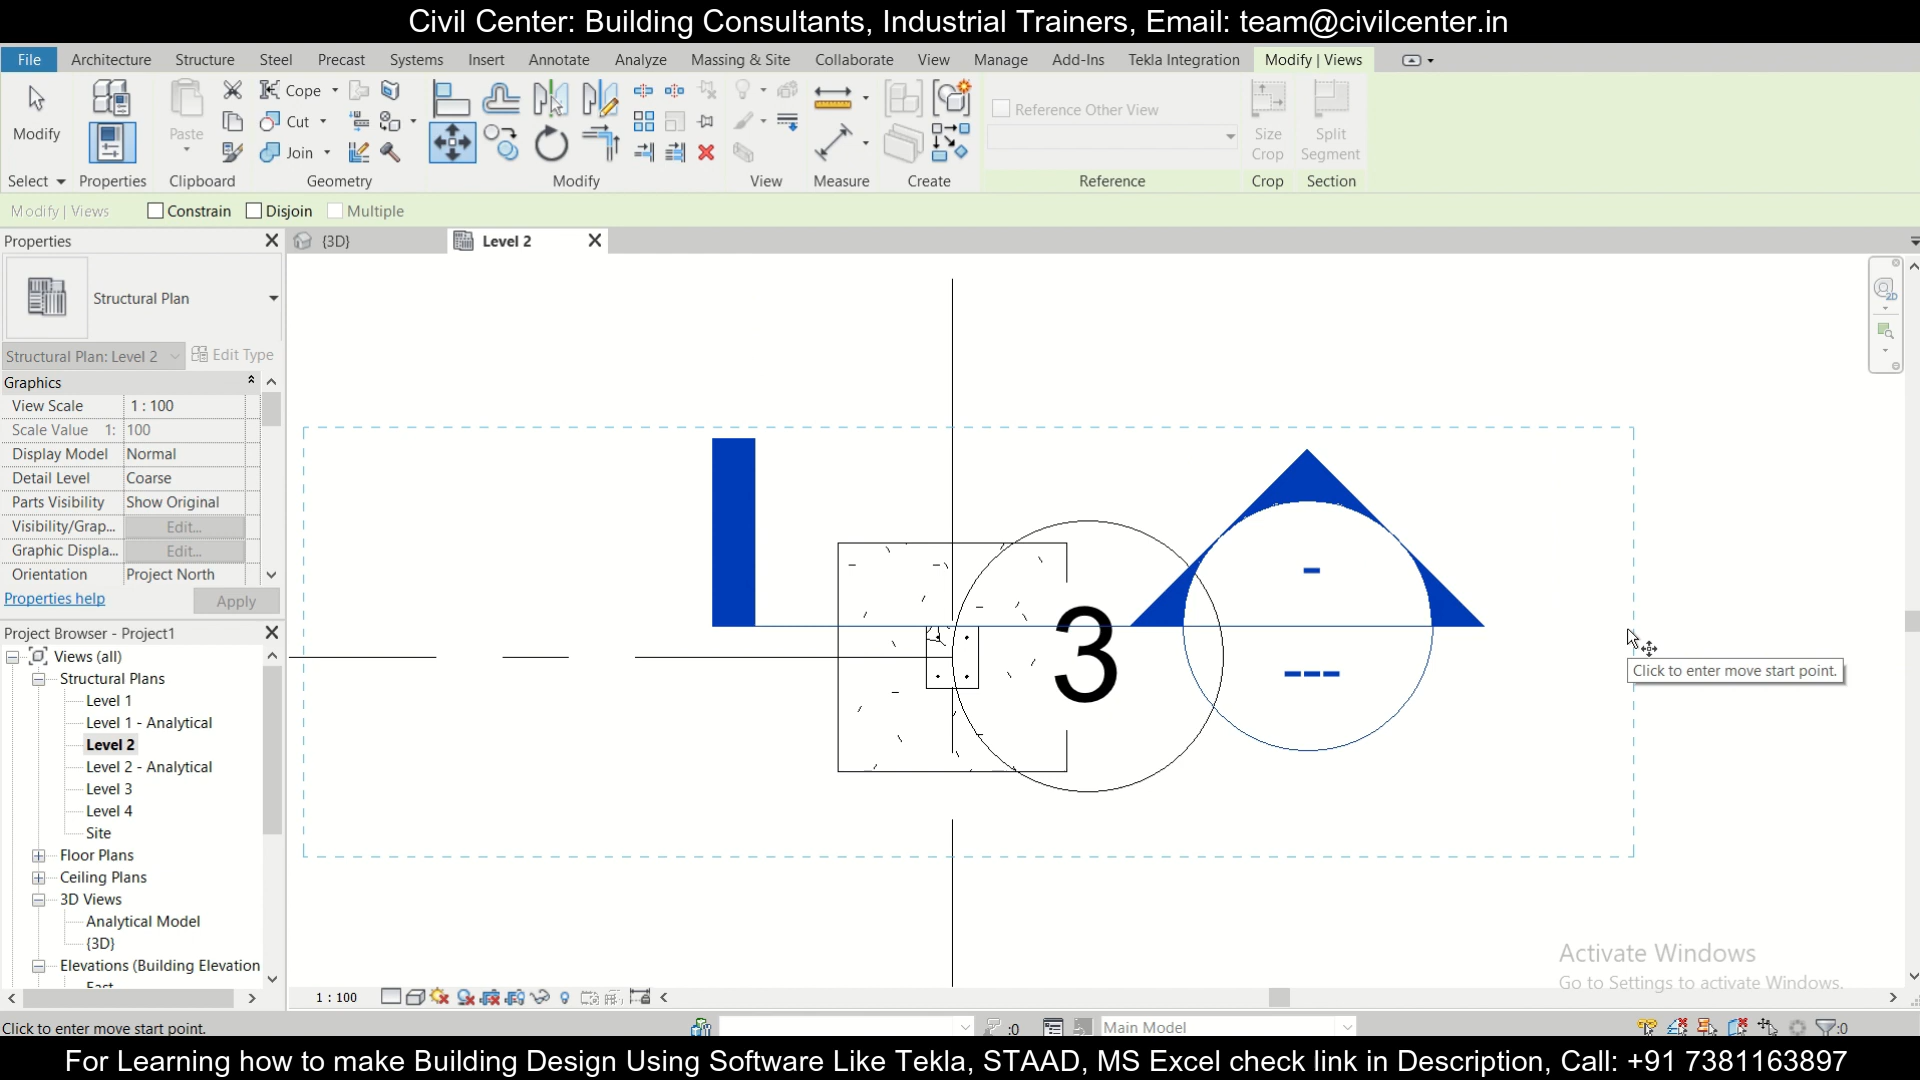 Civil Center: Building Consultants, Industrial Trainers, Email: team@civilcenter.in
File Architecture Structure Steel Precast Systems Insert Annotate Analyze Massing & Site Collaborate View Manage Add-Ins Tekla Integration Modify | Views
Modify Paste Cope Cut Join Reference Other View Size Crop Split Segment
Select Properties Clipboard Geometry Modify View Measure Create Reference Crop Section
Modify | Views Constrain Disjoin Multiple
Properties {3D} Level 2
Structural Plan
Structural Plan: Level 2 Edit Type
Graphics
View Scale 1 : 100
Scale Value 1: 100
Display Model Normal
Detail Level Coarse
Parts Visibility Show Original
Visibility/Grap... Edit...
Graphic Displa... Edit...
Orientation Project North
Properties help Apply
Project Browser - Project1
Views (all)
Structural Plans
Level 1
Level 1 - Analytical
Level 2
Level 2 - Analytical
Level 3
Level 4
Site
Floor Plans
Ceiling Plans
3D Views
Analytical Model
{3D}
Elevations (Building Elevation
East
2D
-
3
---
Click to enter move start point.
Activate Windows
Go to Settings to activate Windows.
1 : 100
Click to enter move start point. :0 Main Model :0
For Learning how to make Building Design Using Software Like Tekla, STAAD, MS Excel check link in Description, Call: +91 7381163897